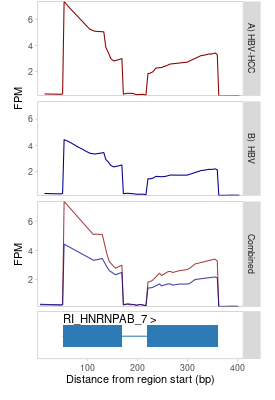 6
4
2
A) HBV-HCC
FPM
6
4
2
B) HBV
6
4
2
FPM
Combined
RI_HNRNPAB_7 >
100 200 300 400
Distance from region start (bp)